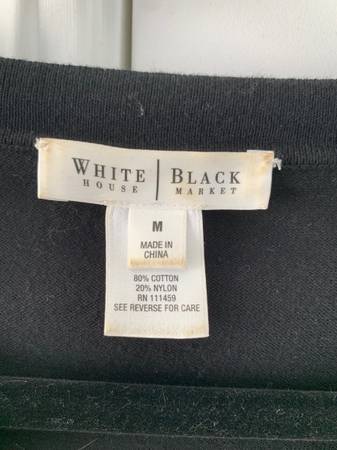 WHITE | BLACK
HOUSE MARKET
M
MADE IN
CHINA
80% COTTON
20% NYLON
RN 111459
SEE REVERSE FOR CARE